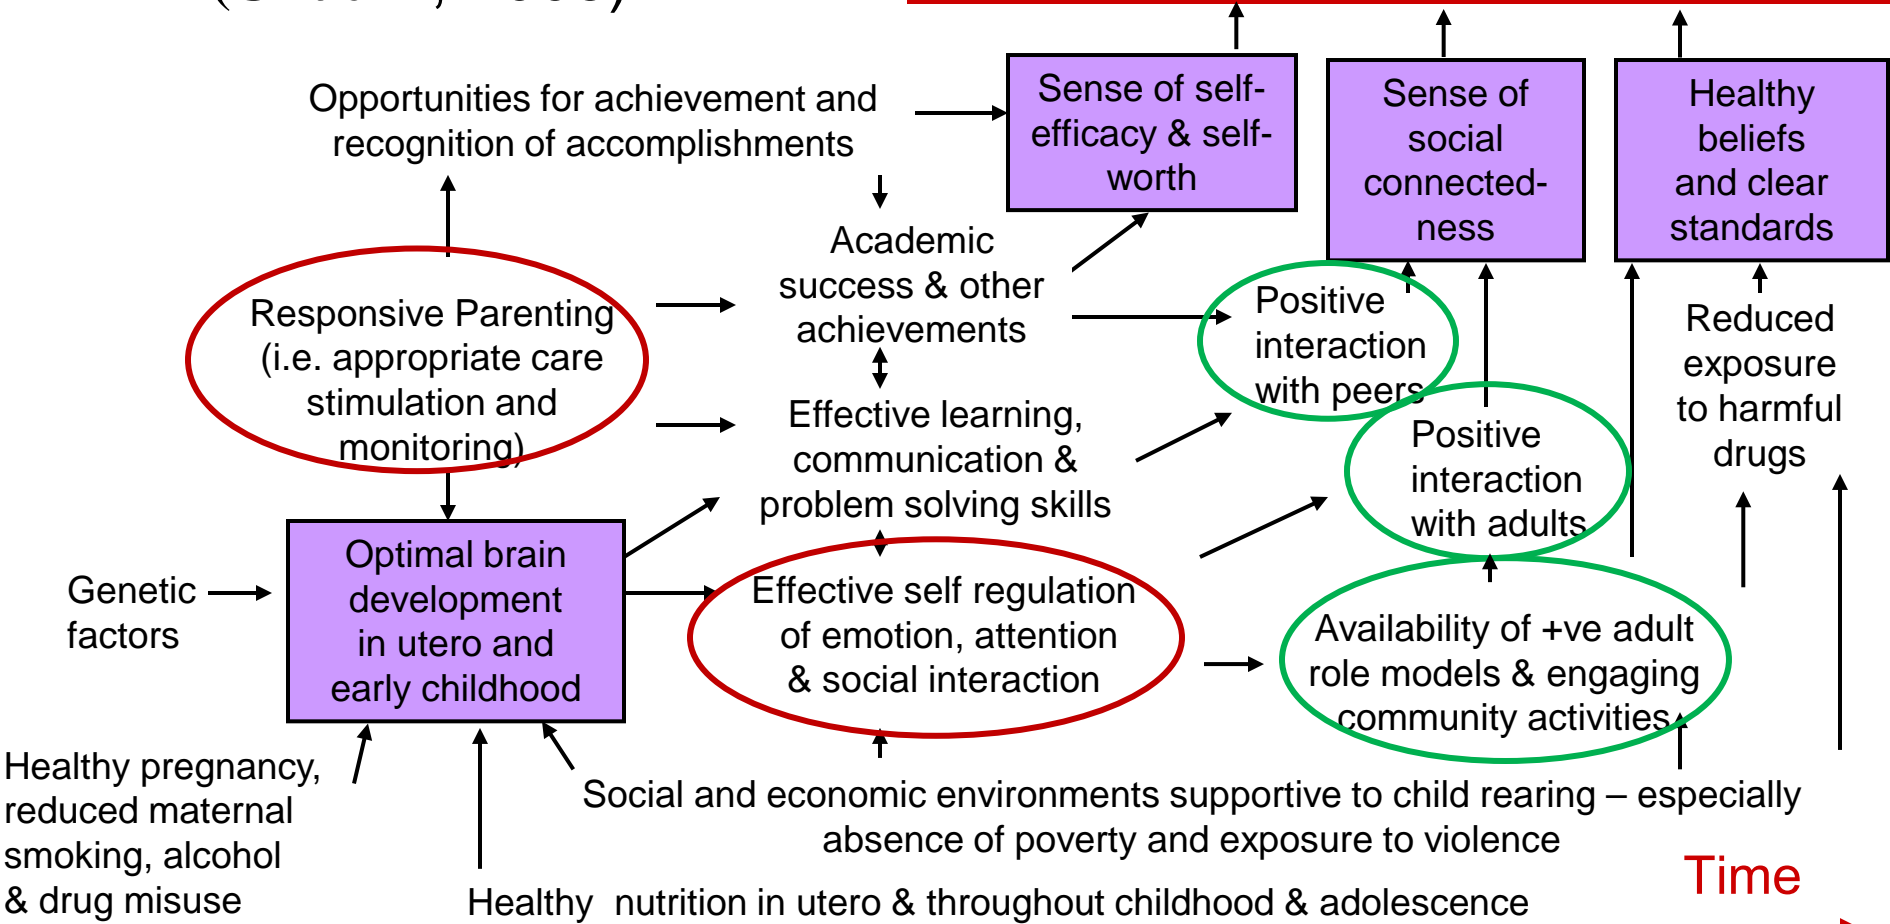 Opportunities for achievement and
recognition of accomplishments
Sense of self-
efficacy & self-
worth
Sense of
social
connected-
ness
Healthy
beliefs
and clear
standards
Academic
success & other
achievements
Responsive Parenting
(i.e. appropriate care
stimulation and
monitoring)
Positive
interaction
with peers
Reduced
exposure
to harmful
drugs
Effective learning,
communication &
problem solving skills
Positive
interaction
with adults
Genetic
factors
Optimal brain
development
in utero and
early childhood
Effective self regulation
of emotion, attention
& social interaction
Availability of +ve adult
role models & engaging
community activities
Healthy pregnancy,
reduced maternal
smoking, alcohol
& drug misuse
Social and economic environments supportive to child rearing – especially
absence of poverty and exposure to violence
Healthy nutrition in utero & throughout childhood & adolescence
Time